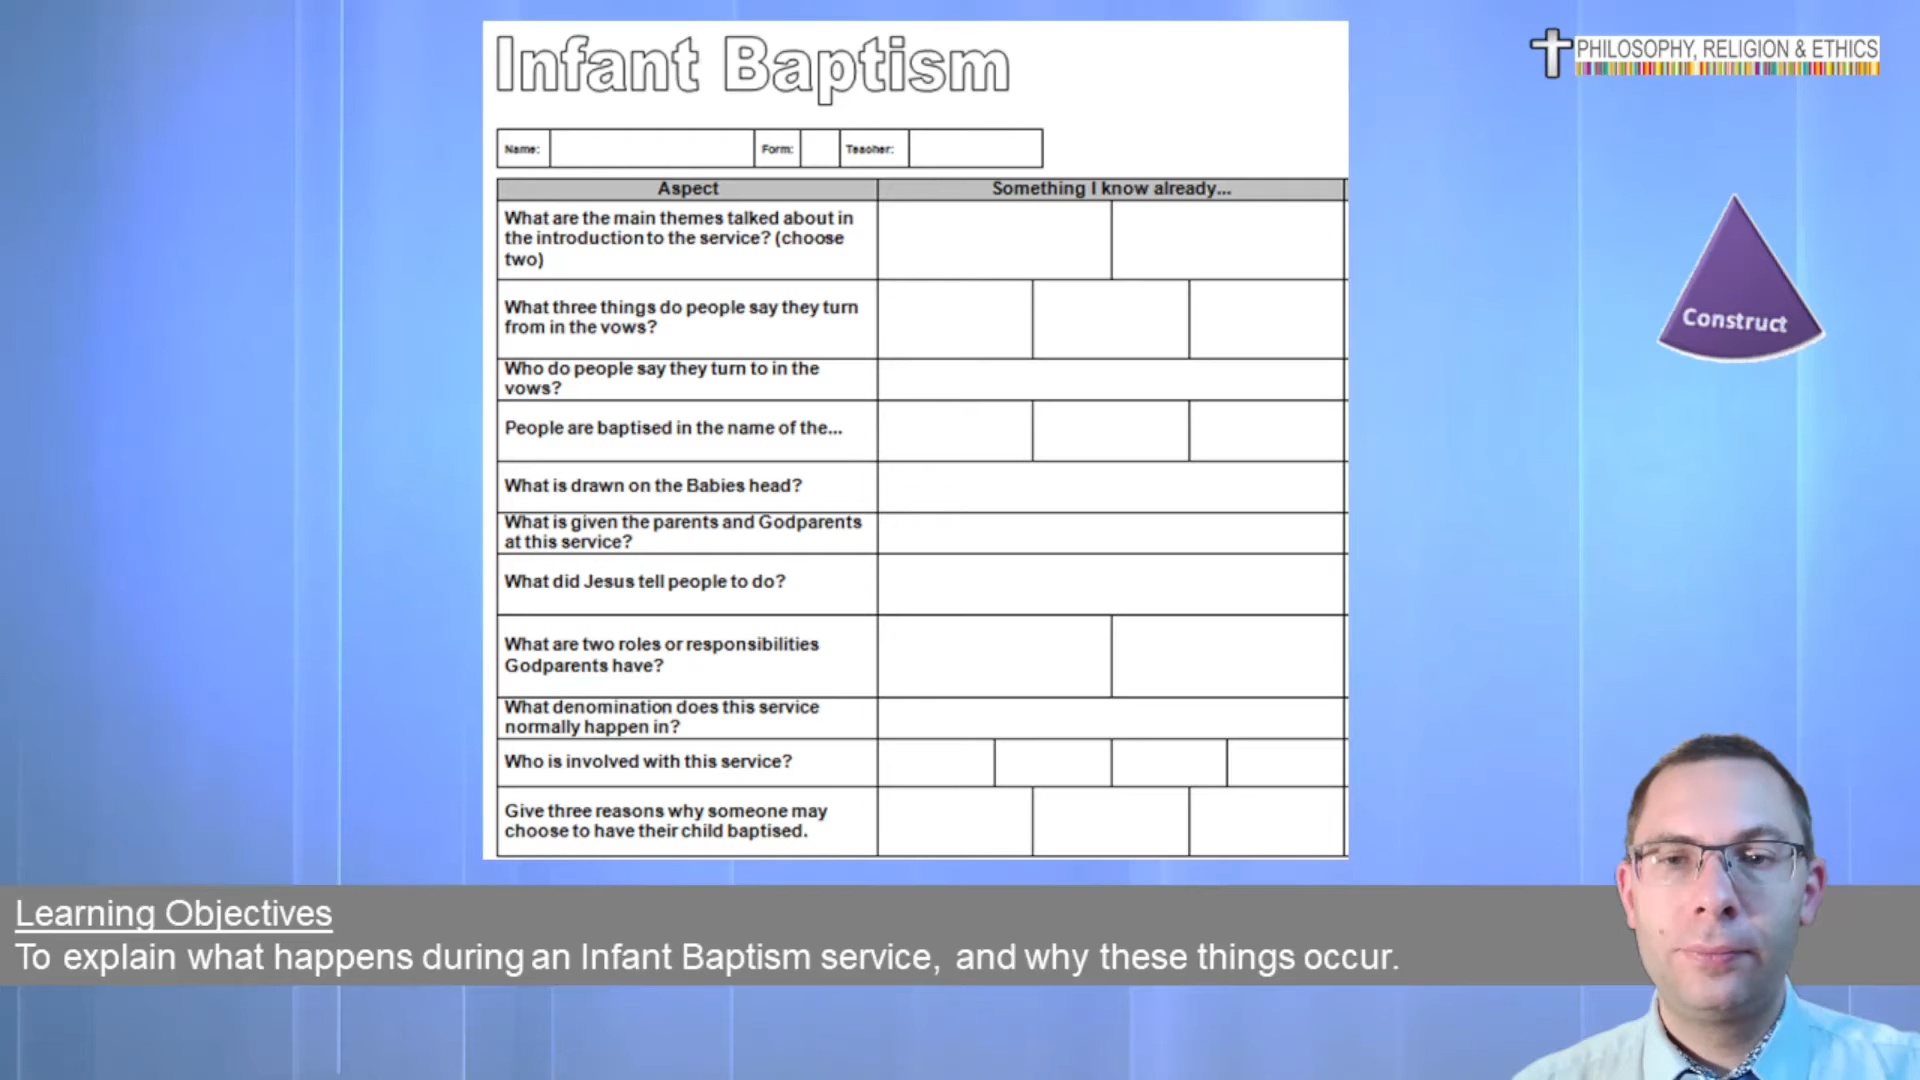 Infant Baptism
PHILOSOPHY, RELIGION & ETHICS
Name:
Form:
Teacher:
Aspect
Something I know already...
What are the main themes talked about in
the introduction to the service? (choose
two)
What three things do people say they turn
from in the vows?
Who do people say they turn to in the
vows?
People are baptised in the name of the...
What is drawn on the Babies head?
What is given the parents and Godparents
at this service?
What did Jesus tell people to do?
What are two roles or responsibilities
Godparents have?
What denomination does this service
normally happen in?
Who is involved with this service?
Give three reasons why someone may
choose to have their child baptised.
Construct
Learning Objectives
To explain what happens during an Infant Baptism service, and why these things occur.